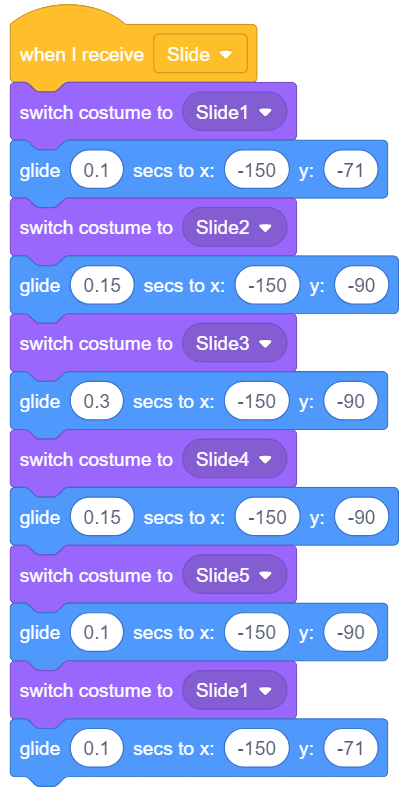 when I receive Slide
switch costume to Slide1
glide 0.1 secs to x: -150 y: -71
switch costume to Slide2
glide 0.15 secs to x: -150 y: -90
switch costume to Slide3
glide 0.3 secs to x: -150 y: -90
switch costume to Slide4
glide 0.15 secs to x: -150 y: -90
switch costume to Slide5
glide 0.1 secs to x: -150 y: -90
switch costume to Slide1
glide 0.1 secs to x: -150 y: -71